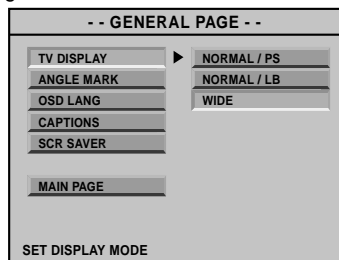 - - GENERAL PAGE - -
TV DISPLAY
NORMAL / PS
ANGLE MARK
NORMAL / LB
OSD LANG
WIDE
CAPTIONS
SCR SAVER
MAIN PAGE
SET DISPLAY MODE